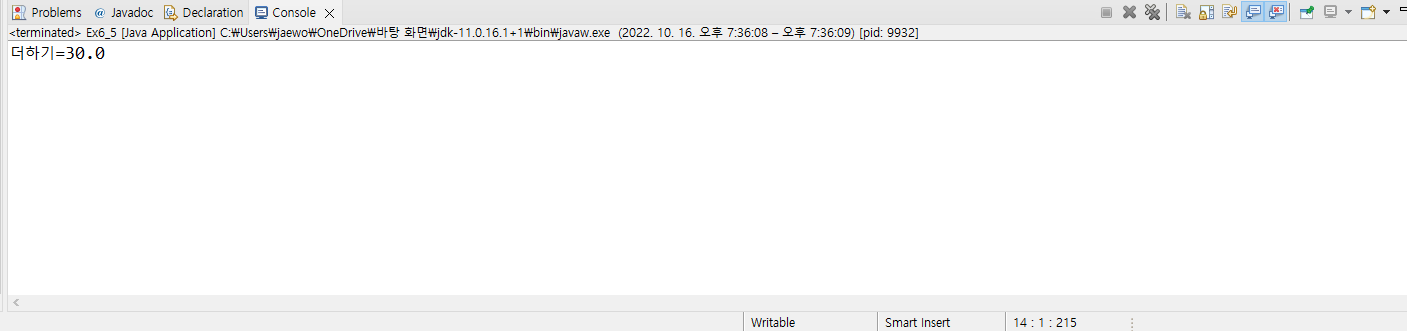 Problems @ Javadoc Declaration Console
<terminated> Ex6_5 [Java Application] C:₩Users₩jaewo₩OneDrive₩바탕 화면₩jdk-11.0.16.1+1₩bin₩javaw.exe (2022. 10. 16. 오후 7:36:08 – 오후 7:36:09) [pid: 9932]
더하기=30.0
Writable Smart Insert 14 : 1 : 215